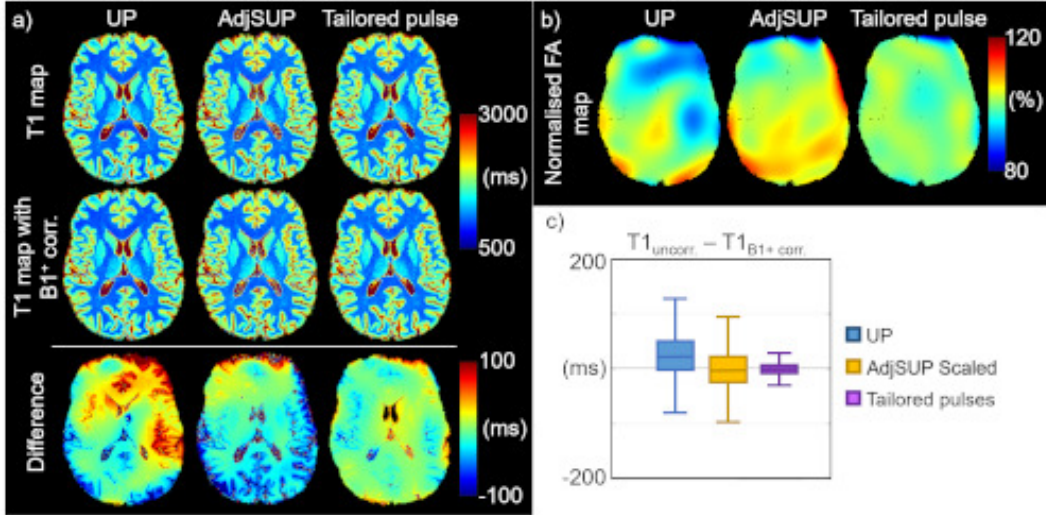 a)
UP
AdjSUP
Tailored pulse
T1 map
T1 map with
B1⁺ corr.
Difference
3000
(ms)
500
100
(ms)
-100
b)
UP
AdjSUP
Tailored pulse
Normalised FA
map
120
(%)
80
c)
T1uncorr. – T1B1+ corr.
200
(ms)
-200
UP
AdjSUP Scaled
Tailored pulses